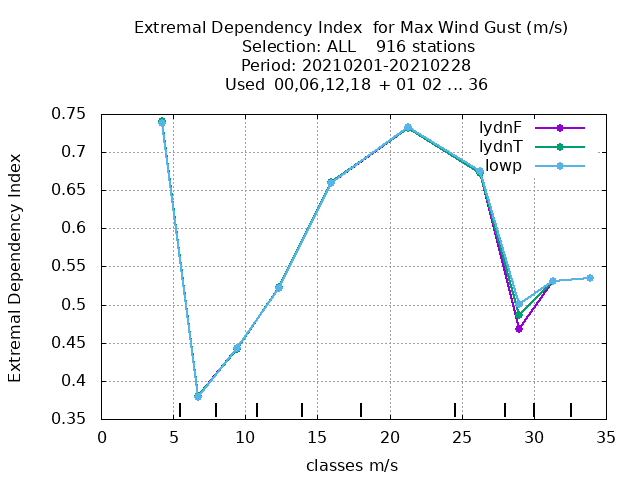 Extremal Dependency Index  for Max Wind Gust (m/s)
Selection: ALL    916 stations
Period: 20210201-20210228
Used  00,06,12,18  + 01 02 ... 36
lydnF
lydnT
lowp
Extremal Dependency Index
0.75
0.7
0.65
0.6
0.55
0.5
0.45
0.4
0.35
0 5 10 15 20 25 30 35
classes m/s